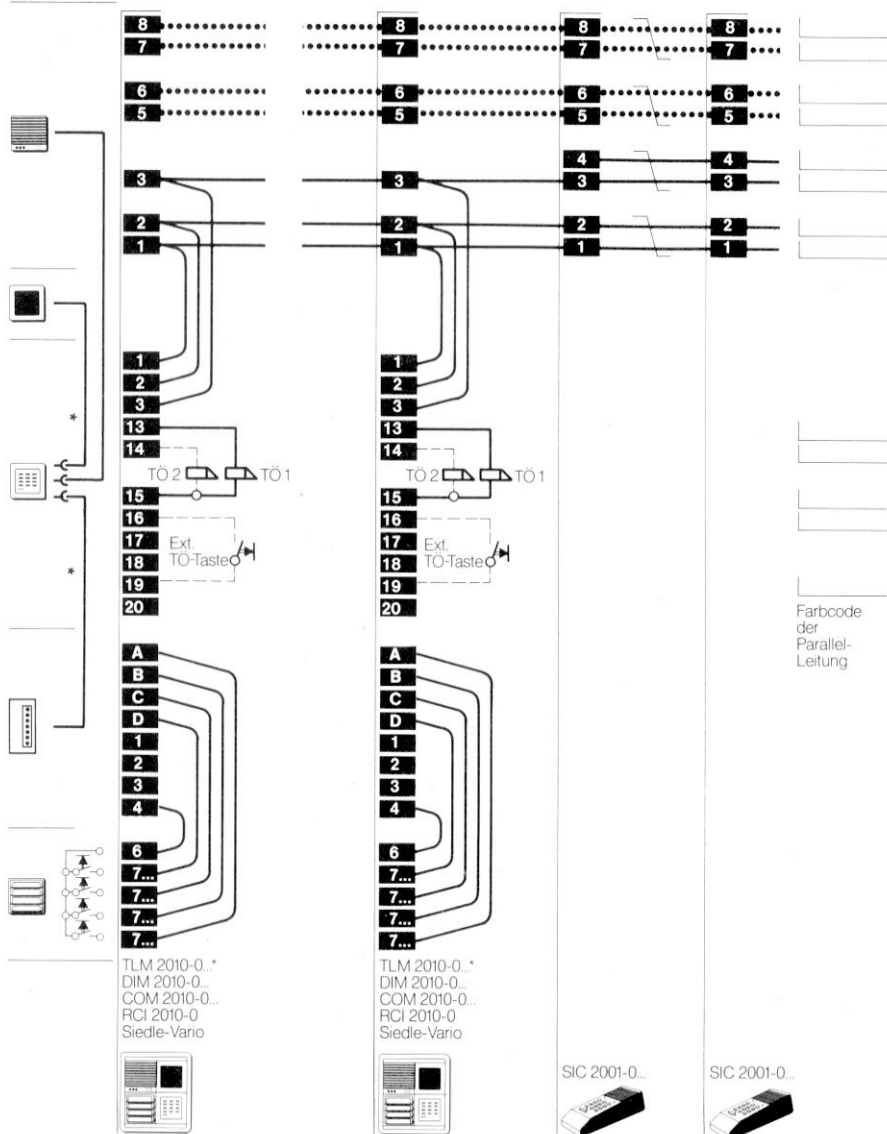 8 8 8 8
7 7 7 7
6 6 6 6
5 5 5 5
4 4
3 3 3 3
2 2 2 2
1 1 1 1
1 1
2 2
3 3
* 13 13
14 14
TÖ 2 TÖ 1 TÖ 2 TÖ 1
15 15
16 16
17 Ext. 17 Ext.
18 TÖ-Taste 18 TÖ-Taste
* 19 19
20 20
Farbcode
der
Parallel-
Leitung
A A
B B
C C
D D
1 1
2 2
3 3
4 4
6 6
7... 7...
7... 7...
7... 7...
7... 7...
TLM 2010-0...* TLM 2010-0...*
DIM 2010-0... DIM 2010-0...
COM 2010-0... COM 2010-0...
RCI 2010-0 RCI 2010-0
Siedle-Vario Siedle-Vario
SIC 2001-0... SIC 2001-0...